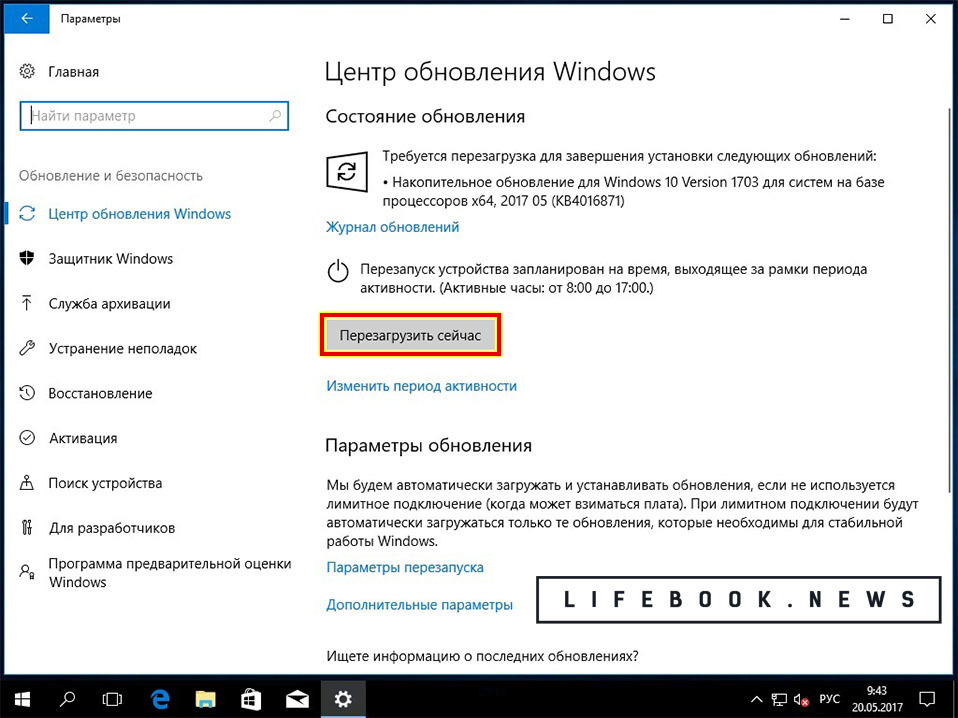 Параметры
Главная
Найти параметр
Обновление и безопасность
Центр обновления Windows
Защитник Windows
Служба архивации
Устранение неполадок
Восстановление
Активация
Поиск устройства
Для разработчиков
Программа предварительной оценки
Windows
Центр обновления Windows
Состояние обновления
Требуется перезагрузка для завершения установки следующих обновлений:
• Накопительное обновление для Windows 10 Version 1703 для систем на базе
процессоров x64, 2017 05 (KB4016871)
Журнал обновлений
Перезапуск устройства запланирован на время, выходящее за рамки периода
активности. (Активные часы: от 8:00 до 17:00.)
Перезагрузить сейчас
Изменить период активности
Параметры обновления
Мы будем автоматически загружать и устанавливать обновления, если не используется
лимитное подключение (когда может взиматься плата). При лимитном подключении будут
автоматически загружаться только те обновления, которые необходимы для стабильной
работы Windows.
Параметры перезапуска
Дополнительные параметры
LIFEBOOK.NEWS
Ищете информацию о последних обновлениях?
РУС
9:43
20.05.2017